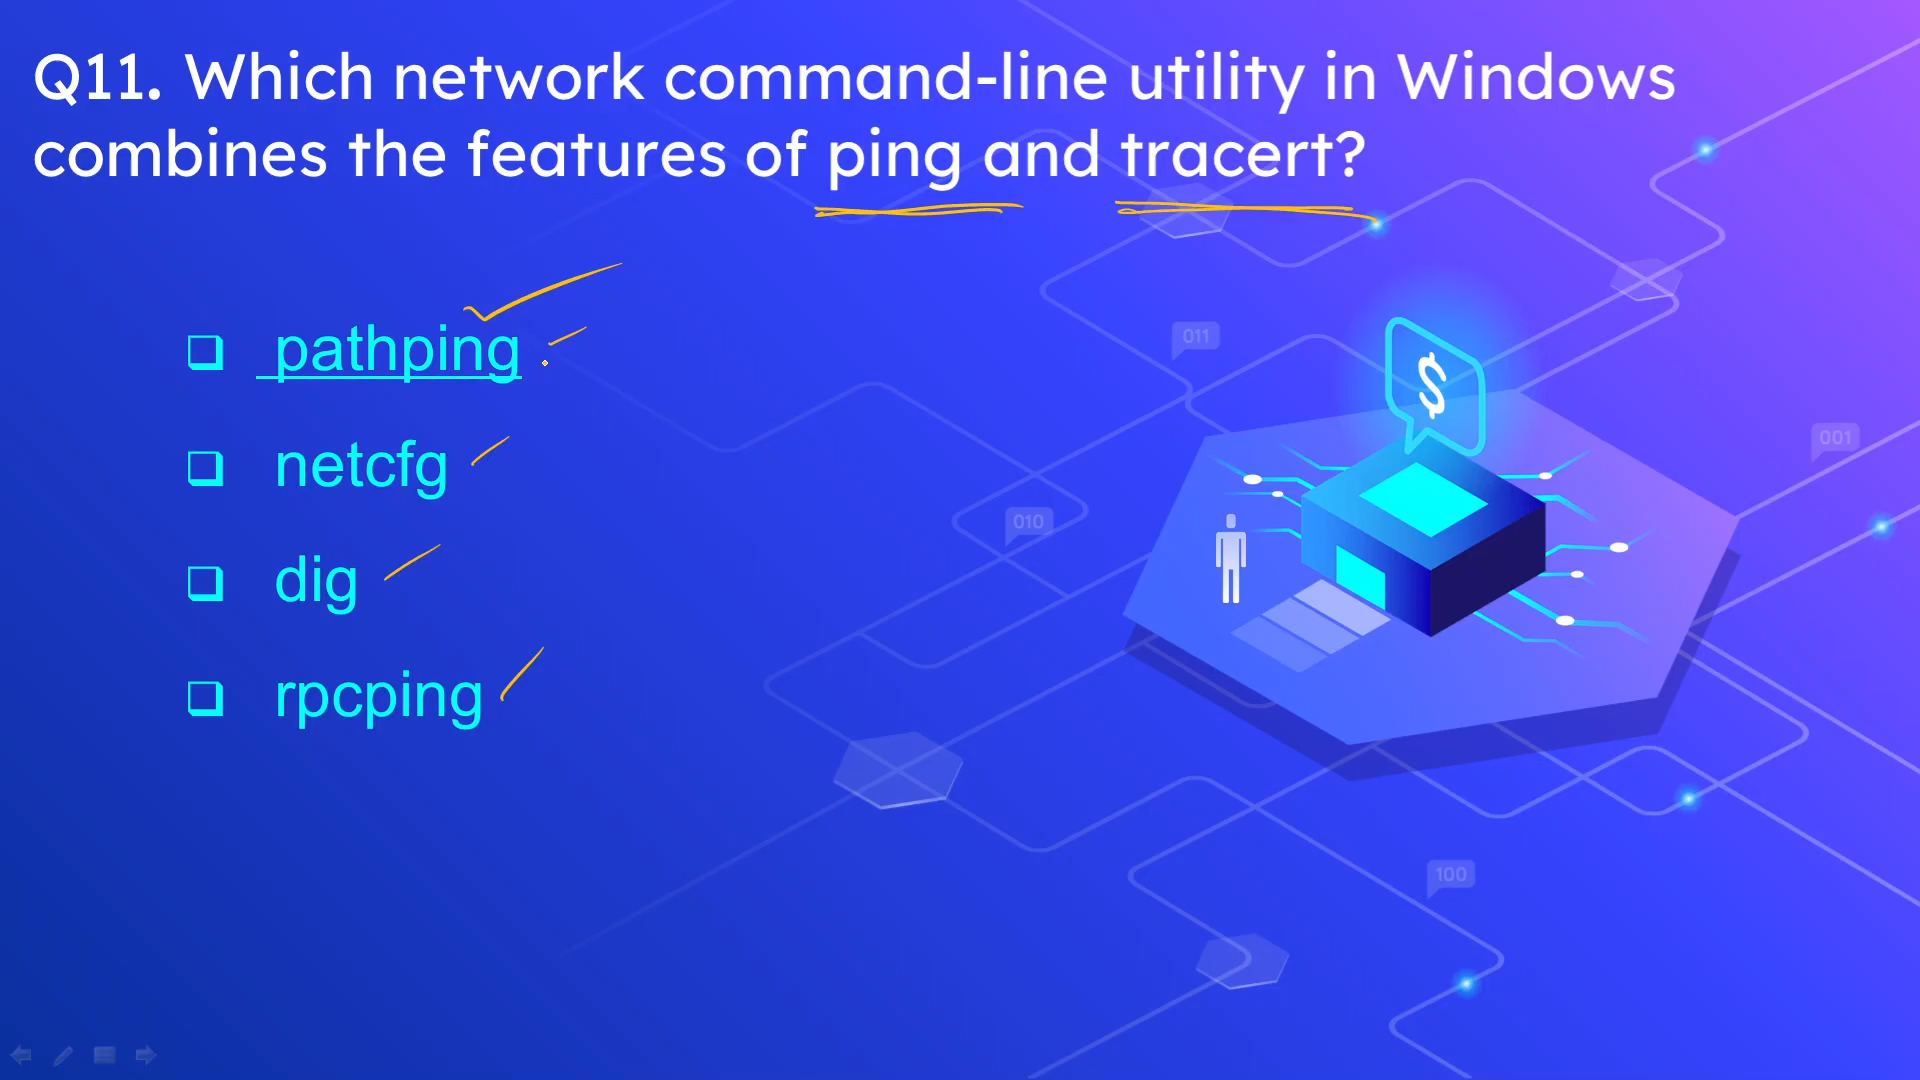 Q11. Which network command-line utility in Windows
combines the features of ping and tracert?
pathping
netcfg
dig
rpcping
011
$
001
010
100